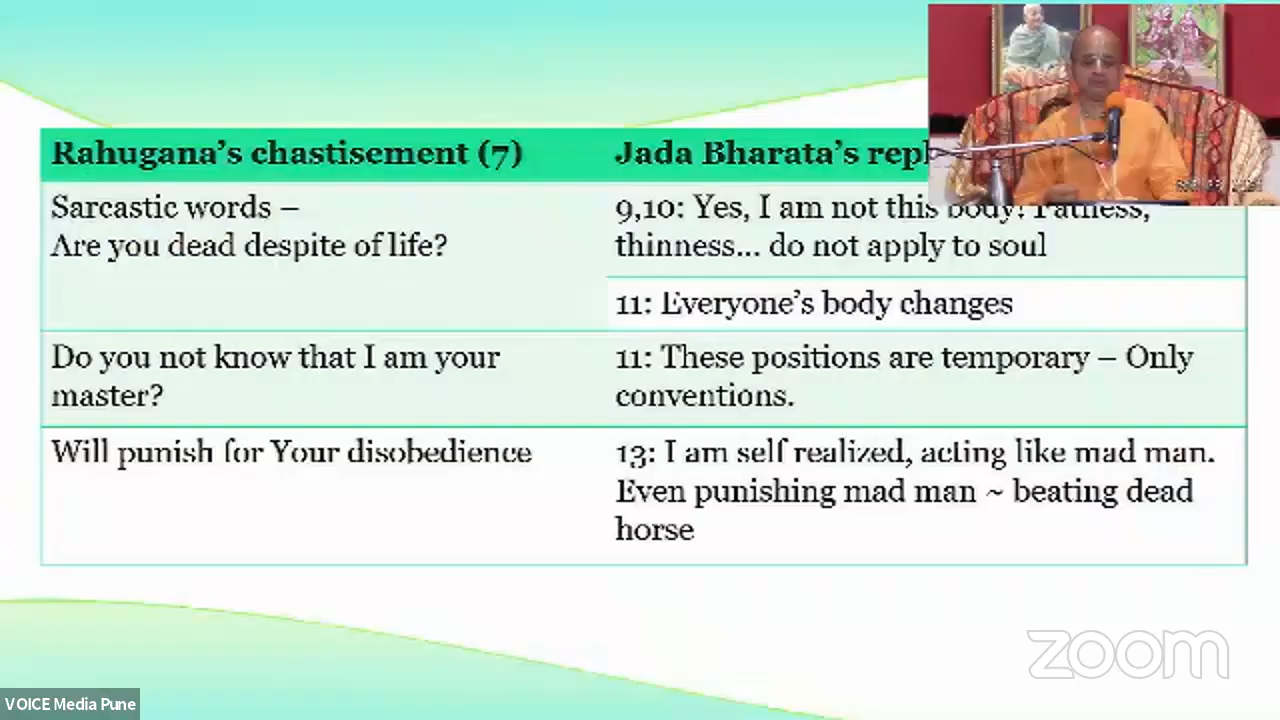 Rahugana's chastisement (7)
Jada Bharata's repl
Sarcastic words –
Are you dead despite of life?
9,10: Yes, I am not this body! Fatness,
thinness... do not apply to soul
11: Everyone's body changes
Do you not know that I am your
master?
11: These positions are temporary – Only
conventions.
Will punish for Your disobedience
13: I am self realized, acting like mad man.
Even punishing mad man ~ beating dead
horse
zoom
VOICE Media Pune